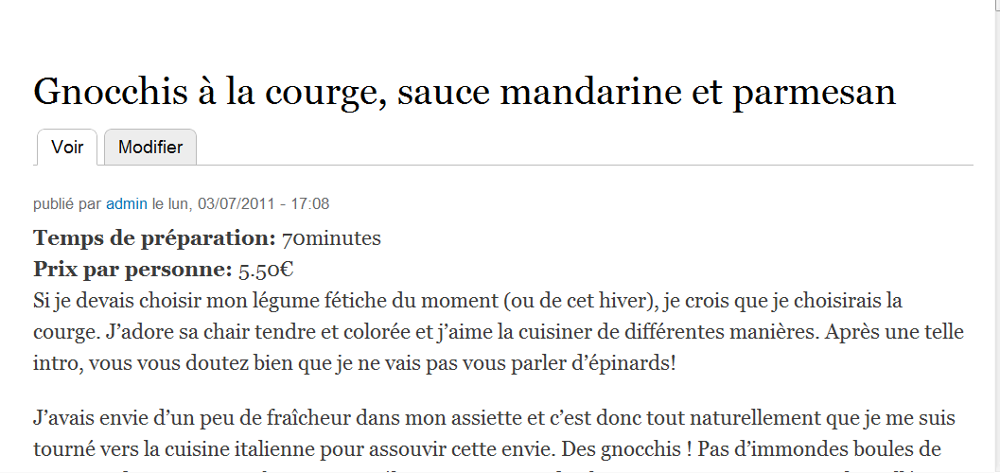 Gnocchis à la courge, sauce mandarine et parmesan
Voir
Modifier
publié par admin le lun, 03/07/2011 - 17:08
Temps de préparation: 70minutes
Prix par personne: 5.50€
Si je devais choisir mon légume fétiche du moment (ou de cet hiver), je crois que je choisirais la
courge. J’adore sa chair tendre et colorée et j’aime la cuisiner de différentes manières. Après une telle
intro, vous vous doutez bien que je ne vais pas vous parler d’épinards!
J’avais envie d’un peu de fraîcheur dans mon assiette et c’est donc tout naturellement que je me suis
tourné vers la cuisine italienne pour assouvir cette envie. Des gnocchis ! Pas d’immondes boules de